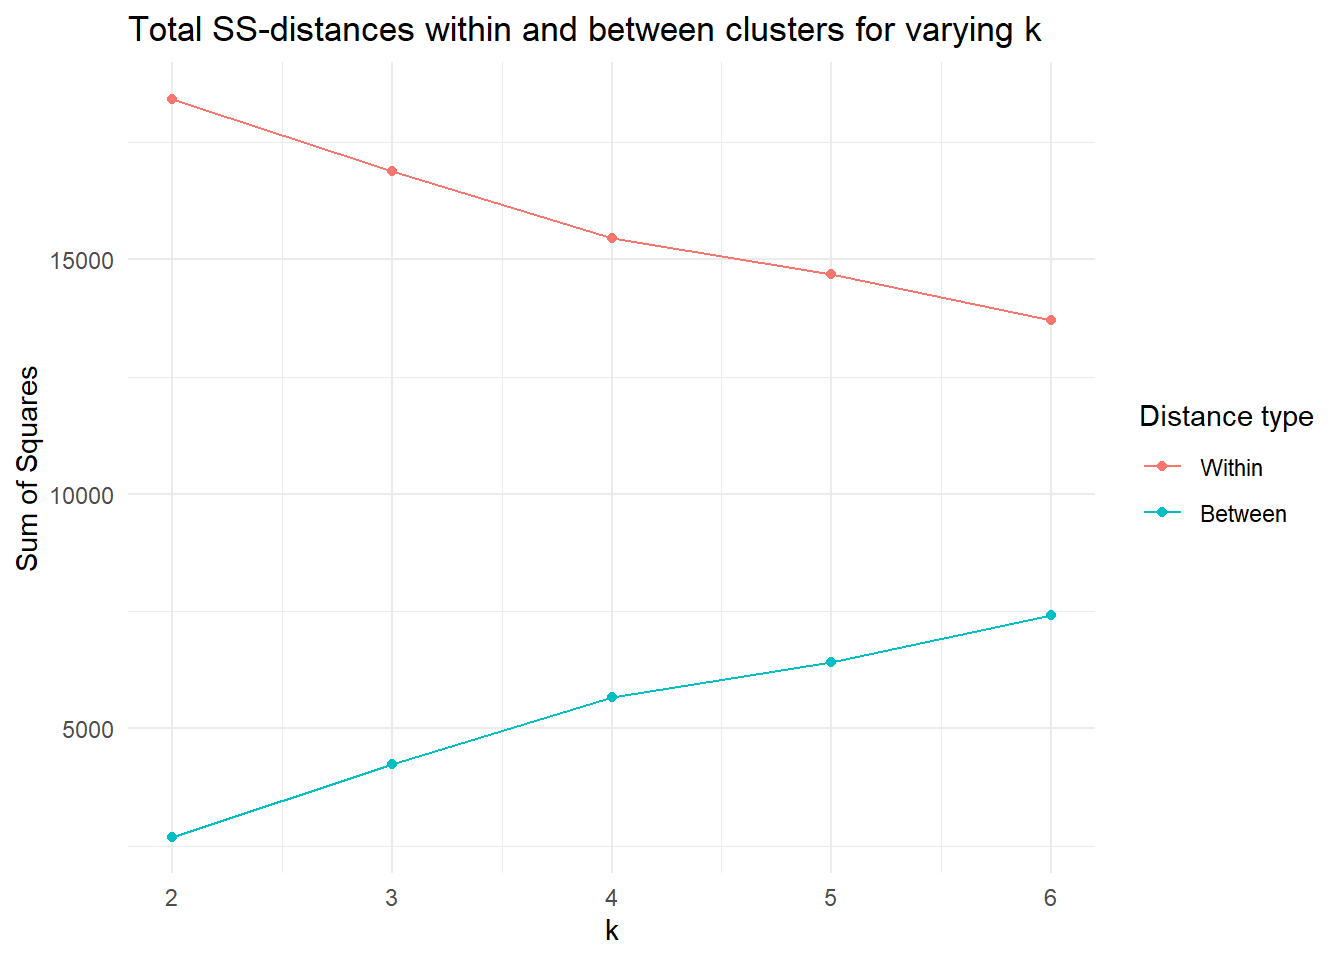 Total SS-distances within and between clusters for varying k
Sum of Squares
15000
10000
5000
2 3 4 5 6
k
Distance type
Within
Between